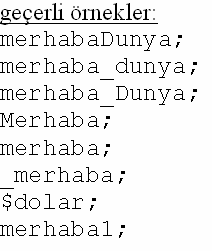 geçerli örnekler:
merhabaDunya;
merhaba_dunya;
merhaba_Dunya;
Merhaba;
merhaba;
_merhaba;
$dolar;
merhaba1;